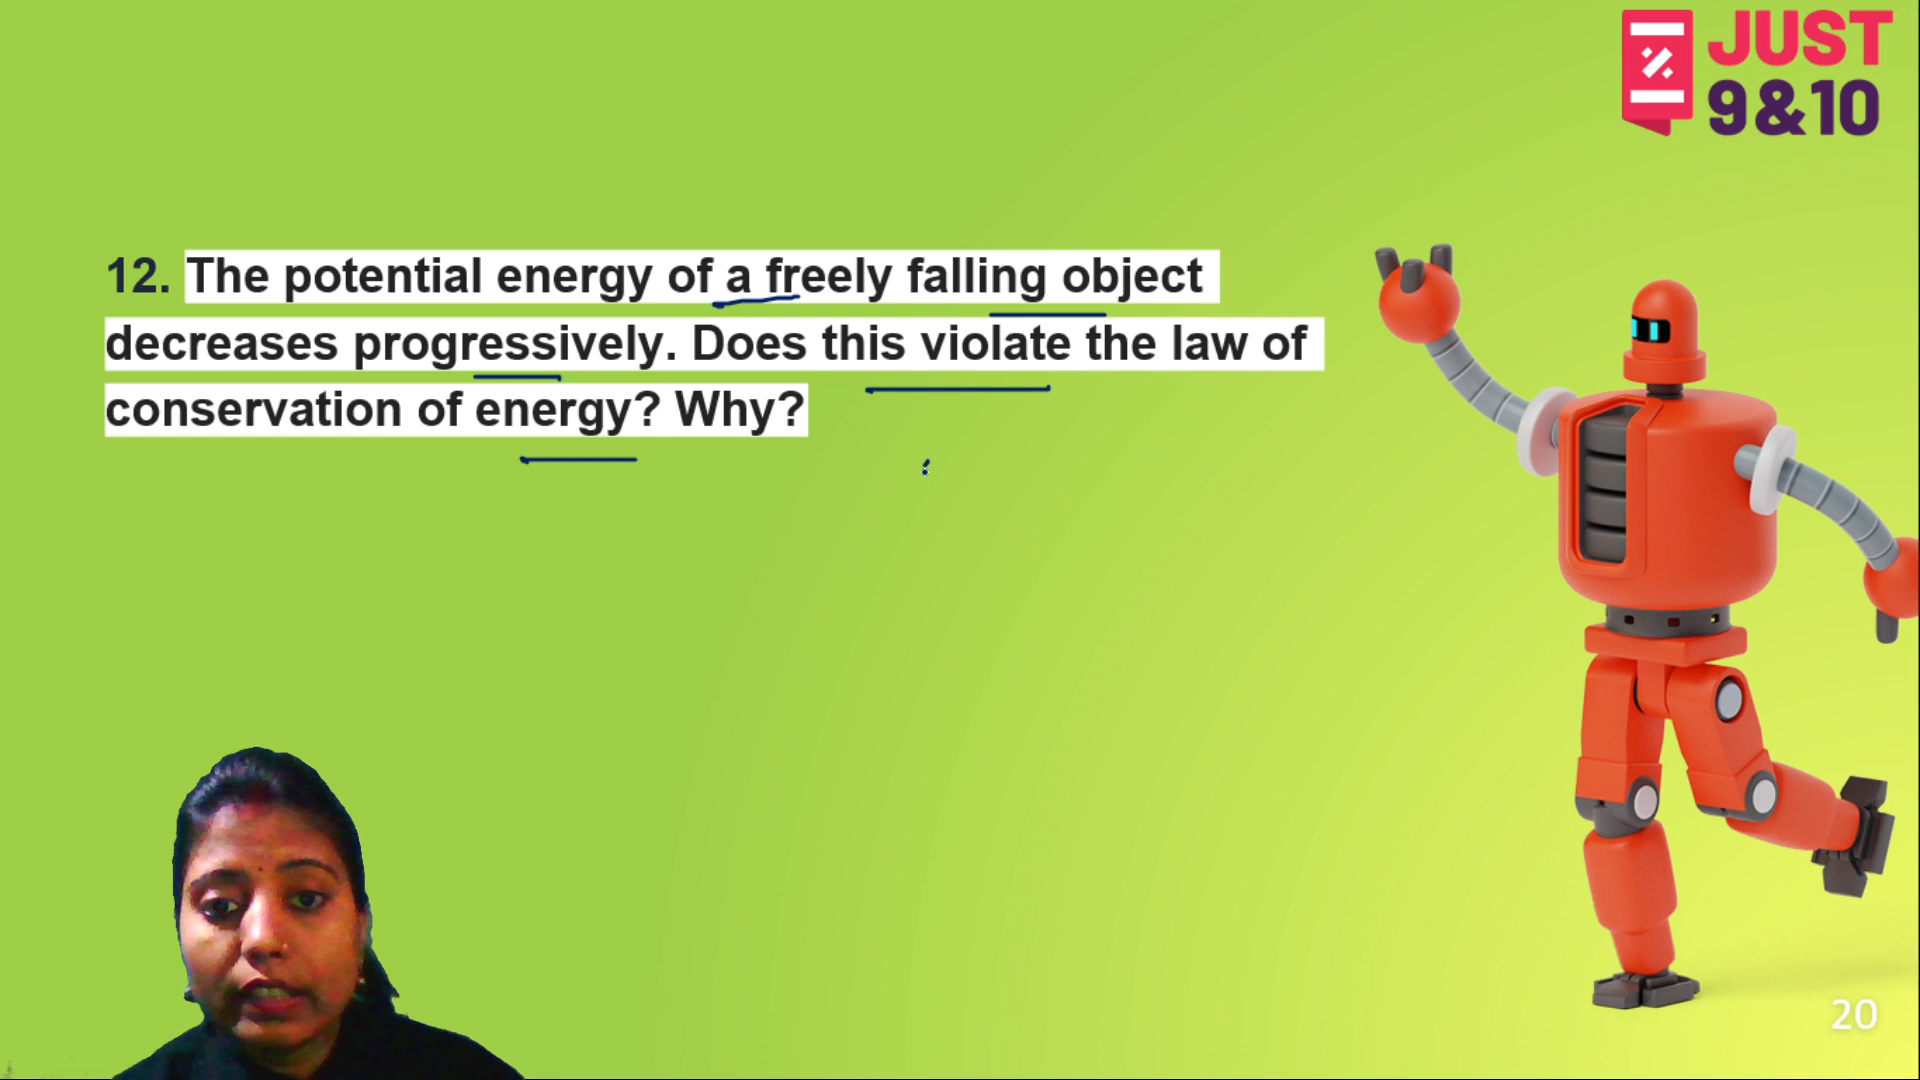 JUST
9&10
12. The potential energy of a freely falling object
decreases progressively. Does this violate the law of
conservation of energy? Why?
20